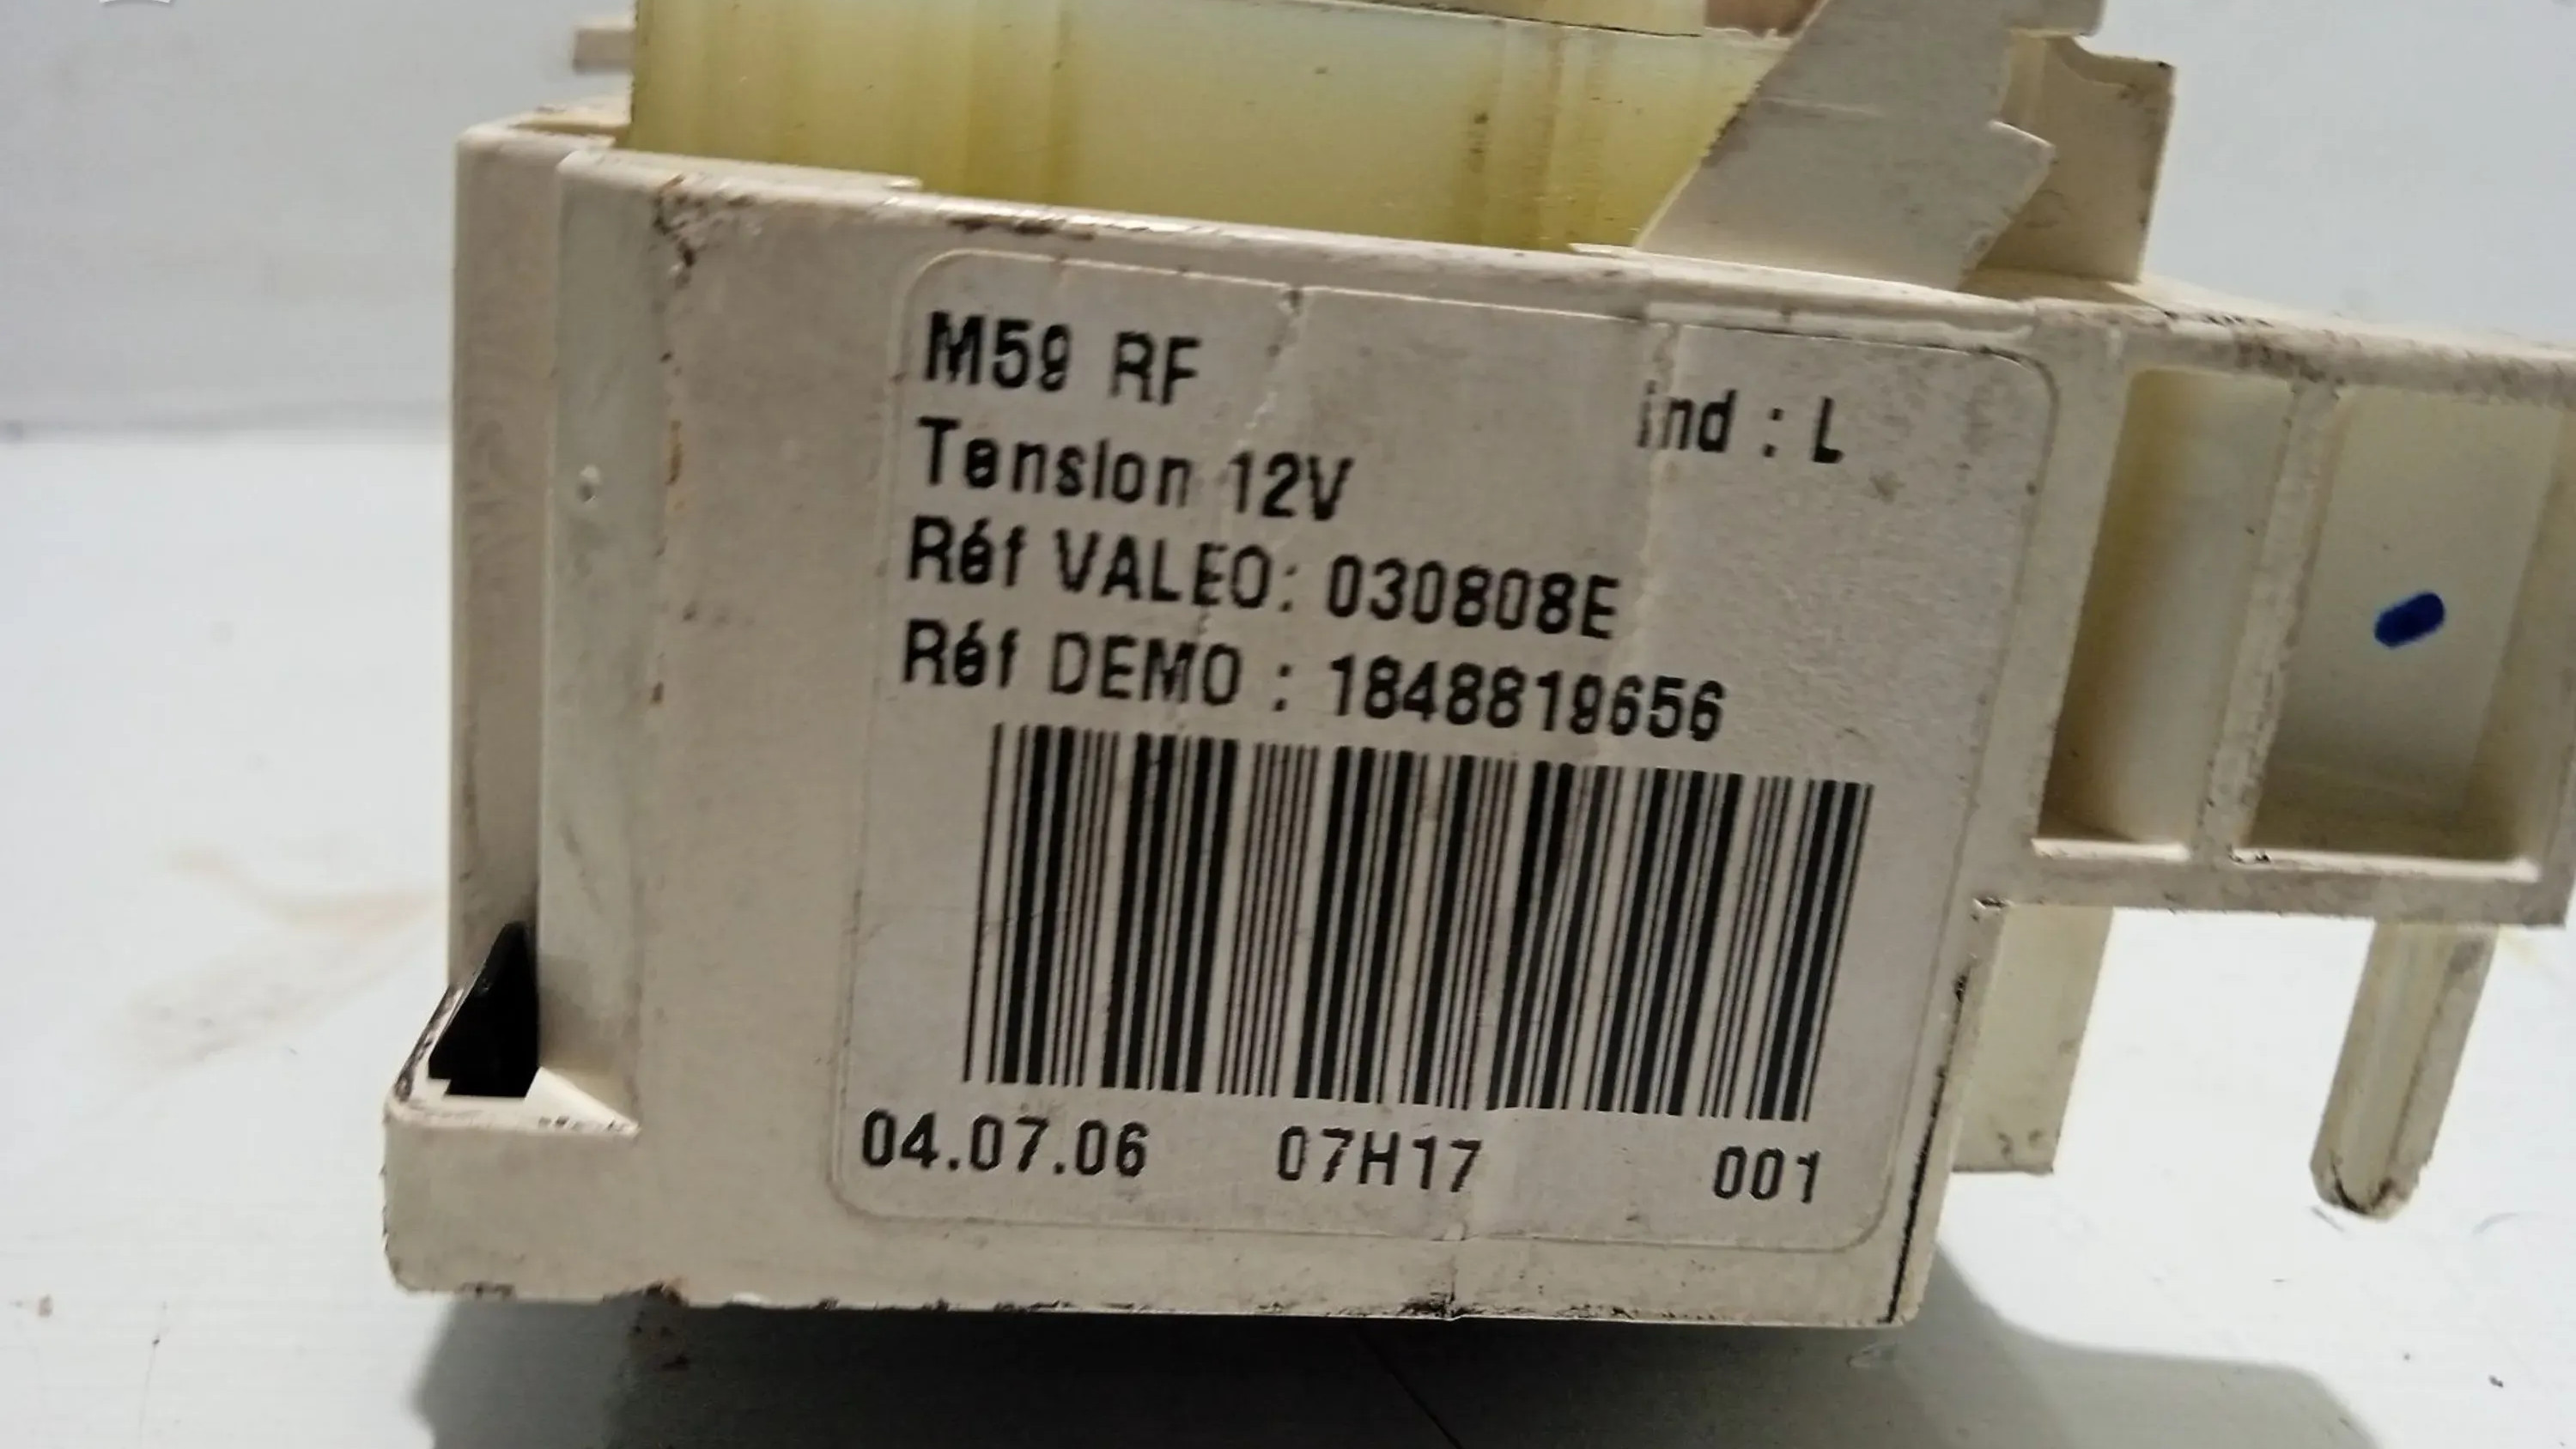 M59 RF
ind : L
Tension 12V
Réf VALEO: 030808E
Réf DEMO : 1848819656
04.07.06 07H17 001